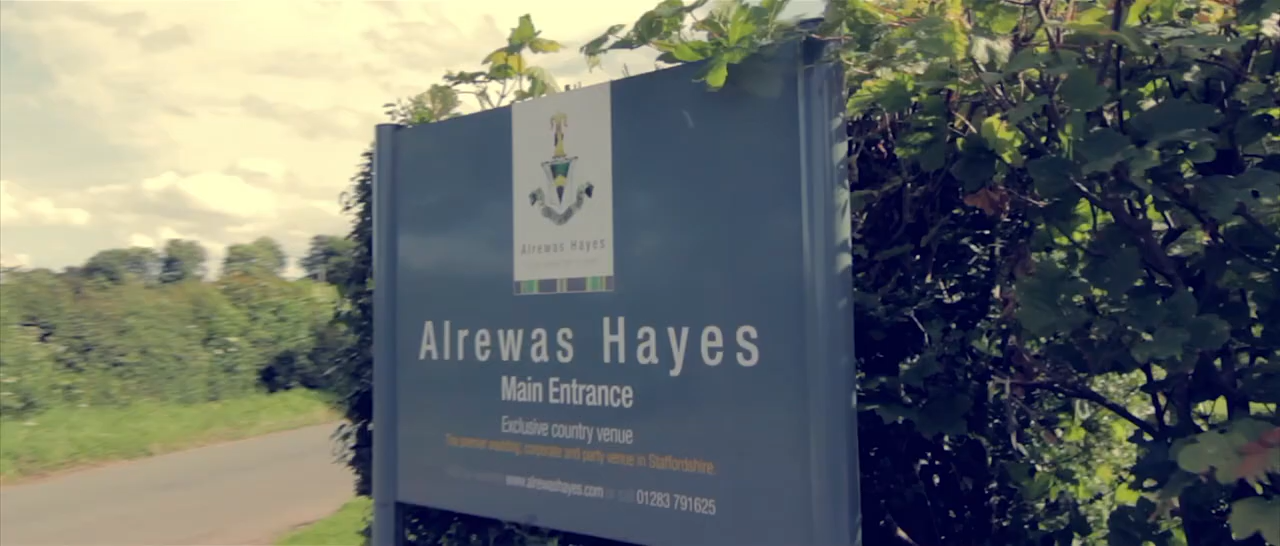 Alrewas Hayes
Alrewas Hayes
Main Entrance
Exclusive country venue
The premier wedding, corporate and party venue in Staffordshire.
www.alrewashayes.com 01283 791625